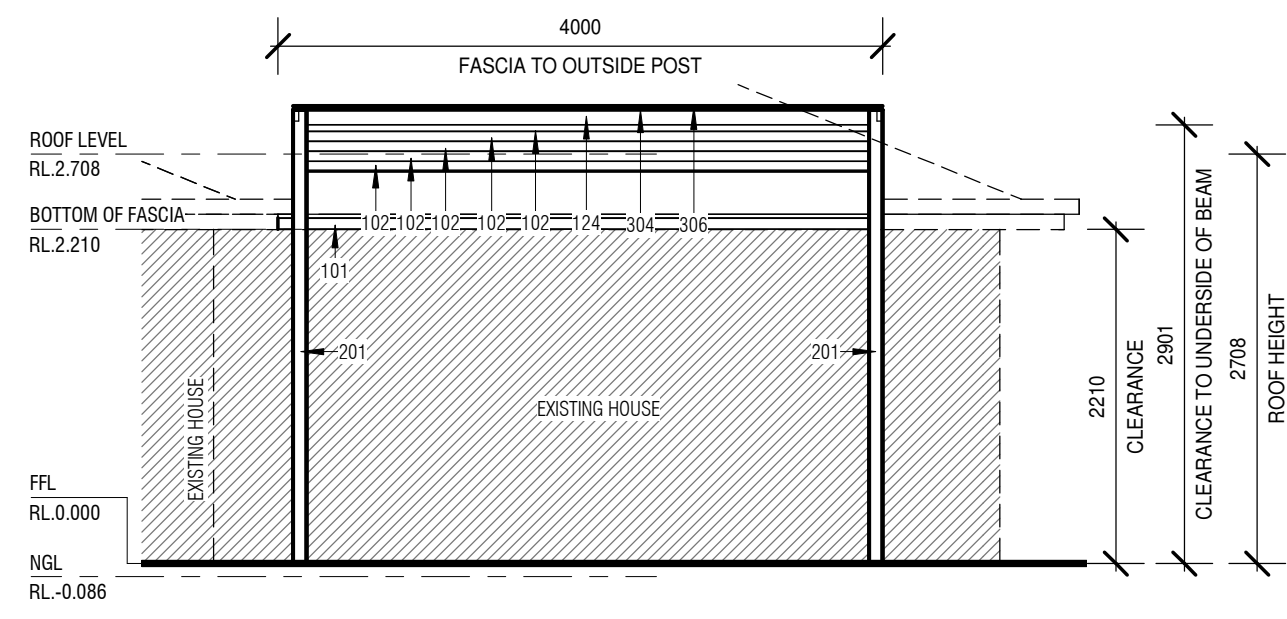 4000
FASCIA TO OUTSIDE POST
ROOF LEVEL
RL.2.708
BOTTOM OF FASCIA
RL.2.210
102 102 102 102 102 124 304 306
101
201 201
EXISTING HOUSE
EXISTING HOUSE
FFL
RL.0.000
NGL
RL.-0.086
2210
CLEARANCE
2901
CLEARANCE TO UNDERSIDE OF BEAM
2708
ROOF HEIGHT